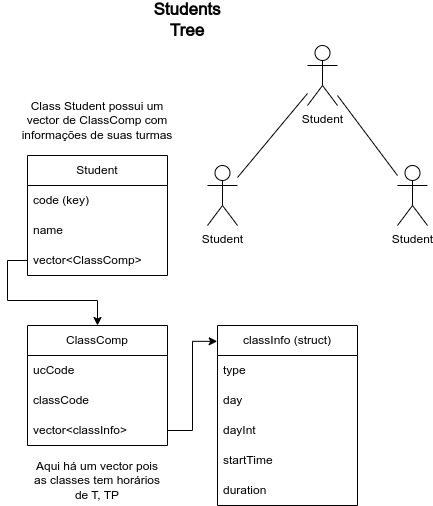 Students
Tree
Student
Student
Student
Class Student possui um
vector de ClassComp com
informações de suas turmas
Student
code (key)
name
vector<ClassComp>
ClassComp
ucCode
classCode
vector<classInfo>
Aqui há um vector pois
as classes tem horários
de T, TP
classInfo (struct)
type
day
dayInt
startTime
duration